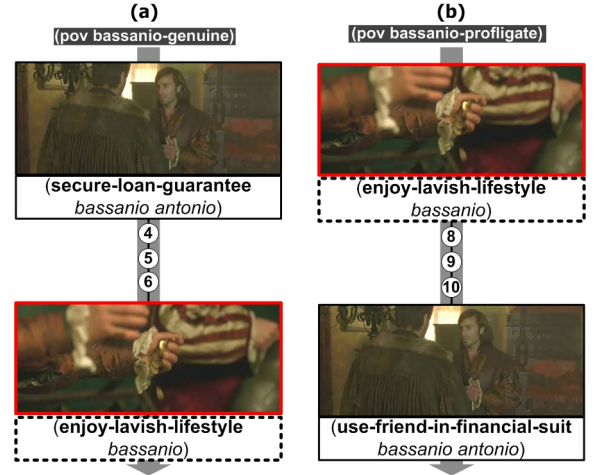 (a)
(pov bassanio-genuine)
(secure-loan-guarantee
bassanio antonio)
4
5
6
(enjoy-lavish-lifestyle
bassanio)
(b)
(pov bassanio-profligate)
(enjoy-lavish-lifestyle
bassanio)
8
9
10
(use-friend-in-financial-suit
bassanio antonio)